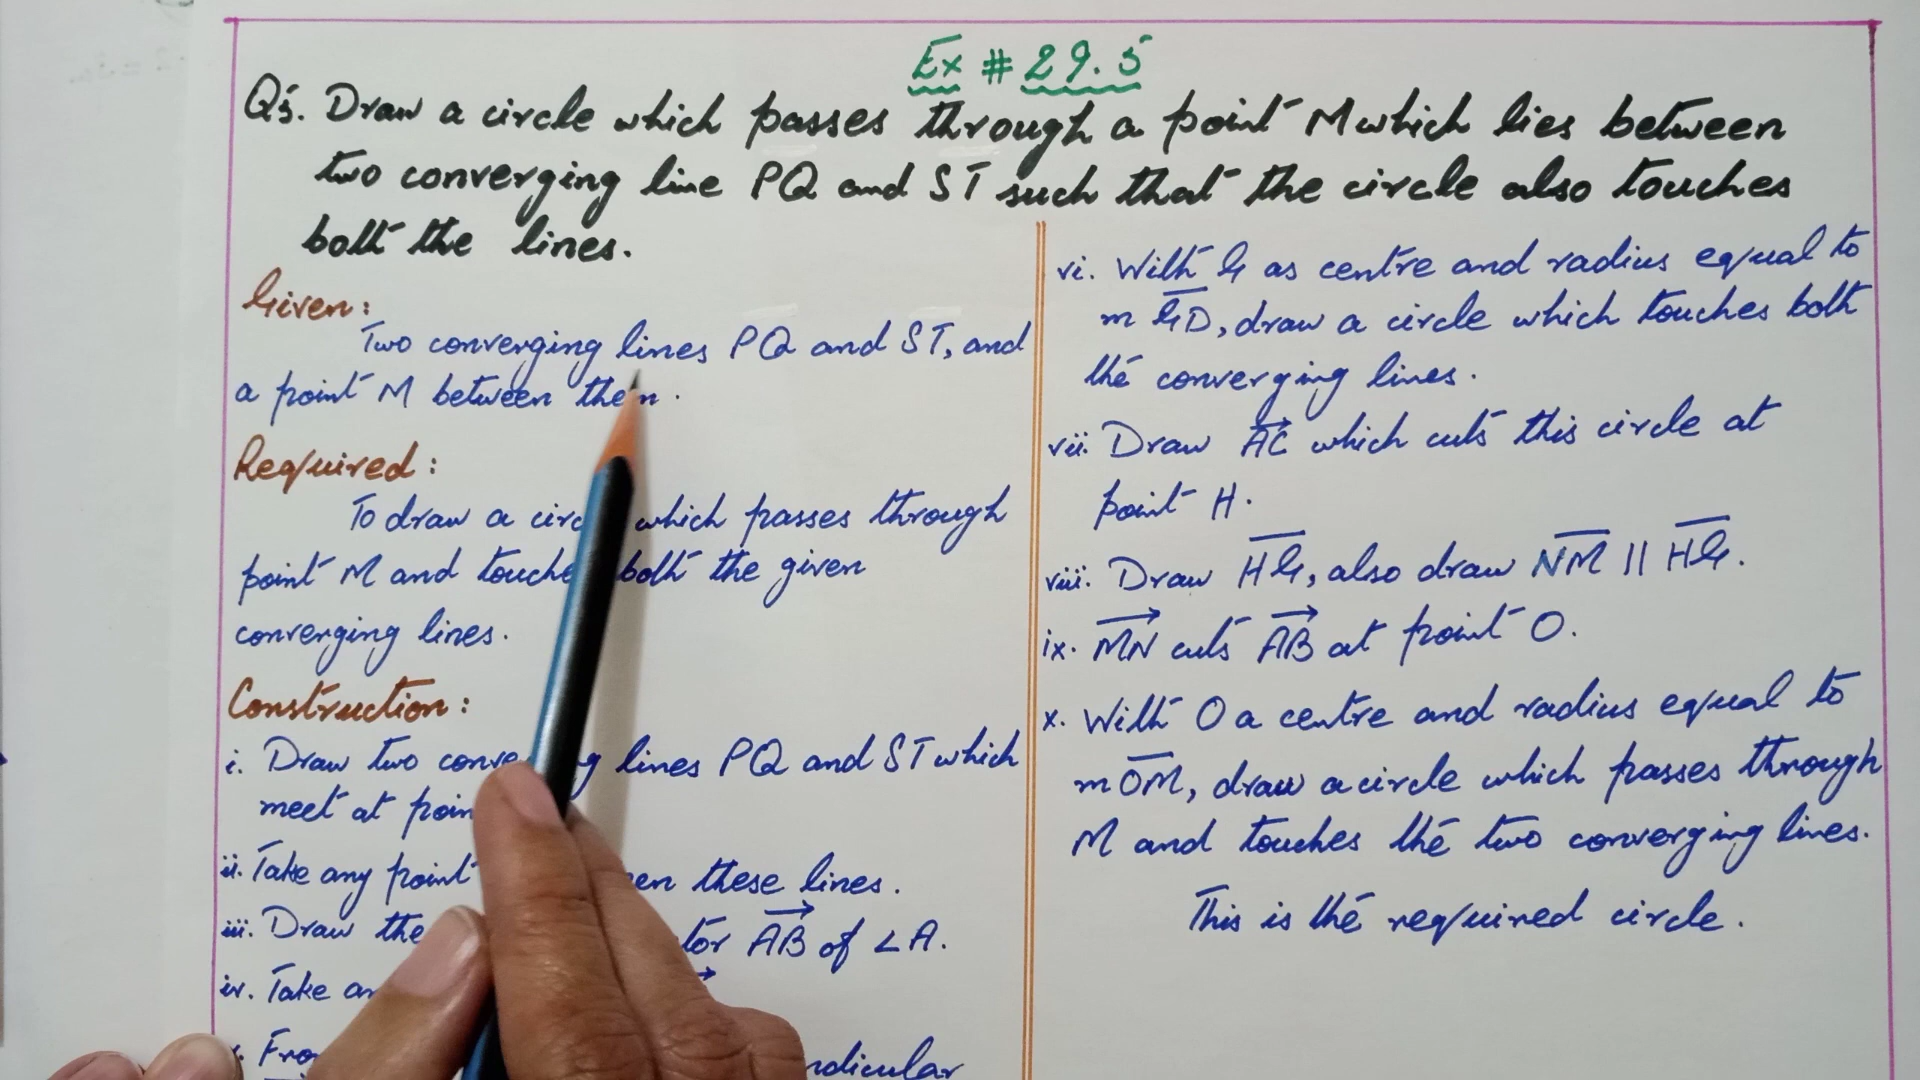 Ex # 29.5
Q5. Draw a circle which passes through a point M which lies between
two converging line PQ and ST such that the circle also touches
both the lines.
Given:
Two converging lines PQ and ST, and
a point M between them.
Required:
To draw a circ which passes through
point M and touche both the given
converging lines.
Construction:
i. Draw two conve g lines PQ and ST which
meet at poin
ii. Take any point en these lines.
iii. Draw the tor AB of ∠A.
iv. Take an
Fro ndicular
vi. With G as centre and radius equal to
m GD, draw a circle which touches both
the converging lines.
vii. Draw AC which cuts this circle at
point H.
viii. Draw HG, also draw NM || HG.
ix. MN cuts AB at point O.
x. With O a centre and radius equal to
m OM, draw a circle which passes through
M and touches the two converging lines.
This is the required circle.